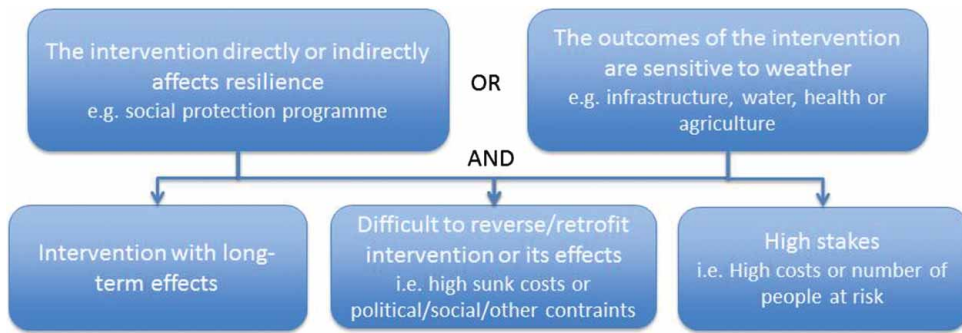 The intervention directly or indirectly
affects resilience
e.g. social protection programme
OR
The outcomes of the intervention
are sensitive to weather
e.g. infrastructure, water, health or
agriculture
AND
Intervention with long-
term effects
Difficult to reverse/retrofit
intervention or its effects
i.e. high sunk costs or
political/social/other contraints
High stakes
i.e. High costs or number of
people at risk